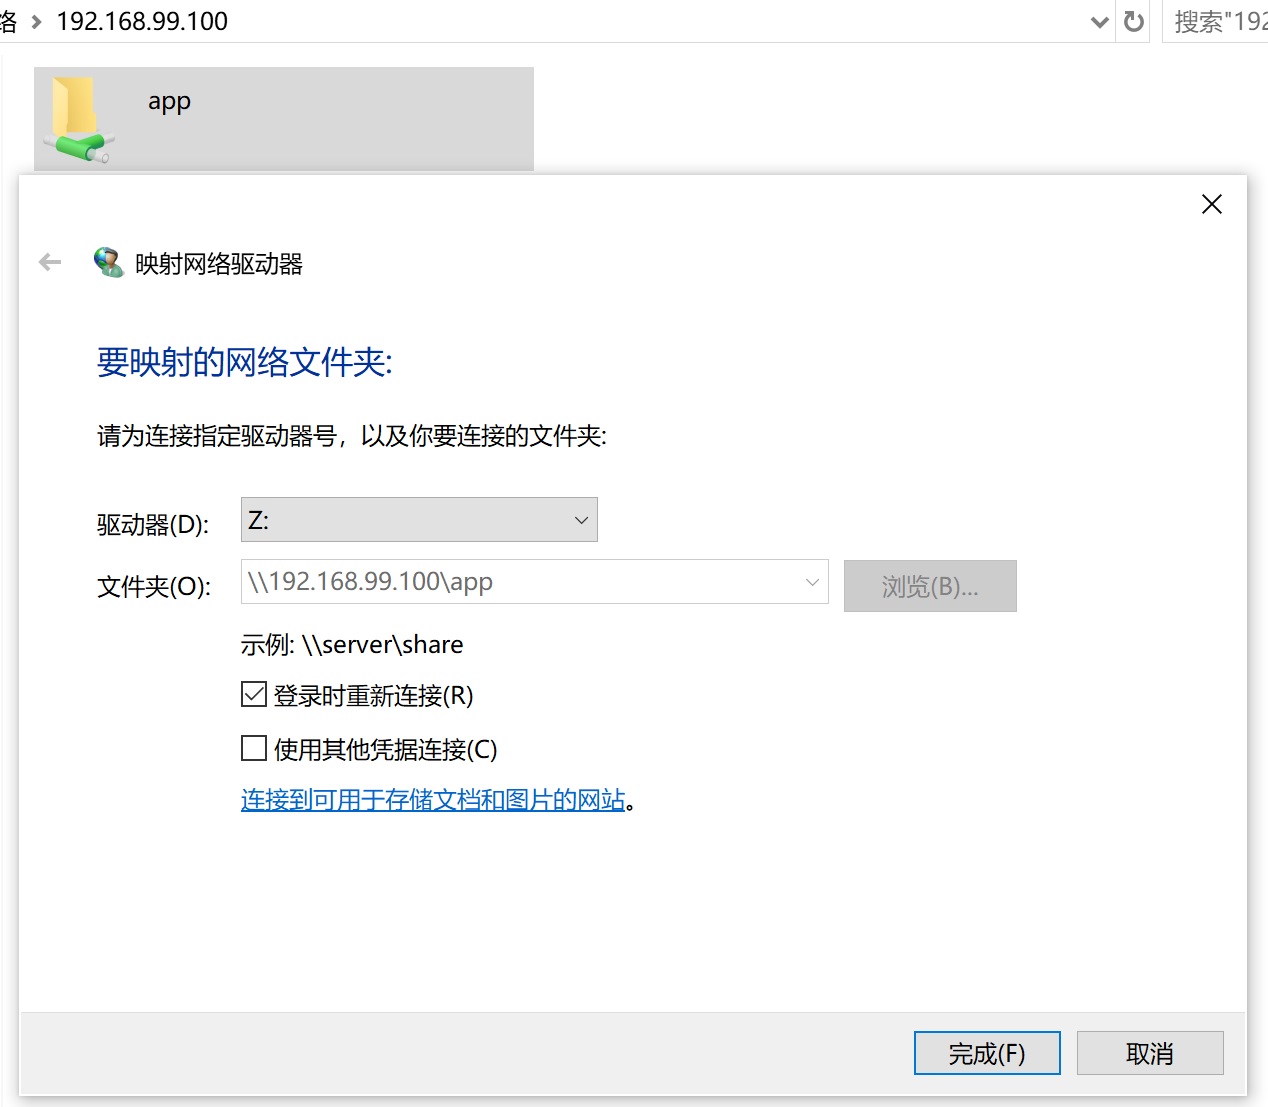 络 192.168.99.100 搜索"192
app
映射网络驱动器
要映射的网络文件夹:
请为连接指定驱动器号，以及你要连接的文件夹:
驱动器(D): Z:
文件夹(O): \\192.168.99.100\app 浏览(B)...
示例: \\server\share
登录时重新连接(R)
使用其他凭据连接(C)
连接到可用于存储文档和图片的网站。
完成(F) 取消